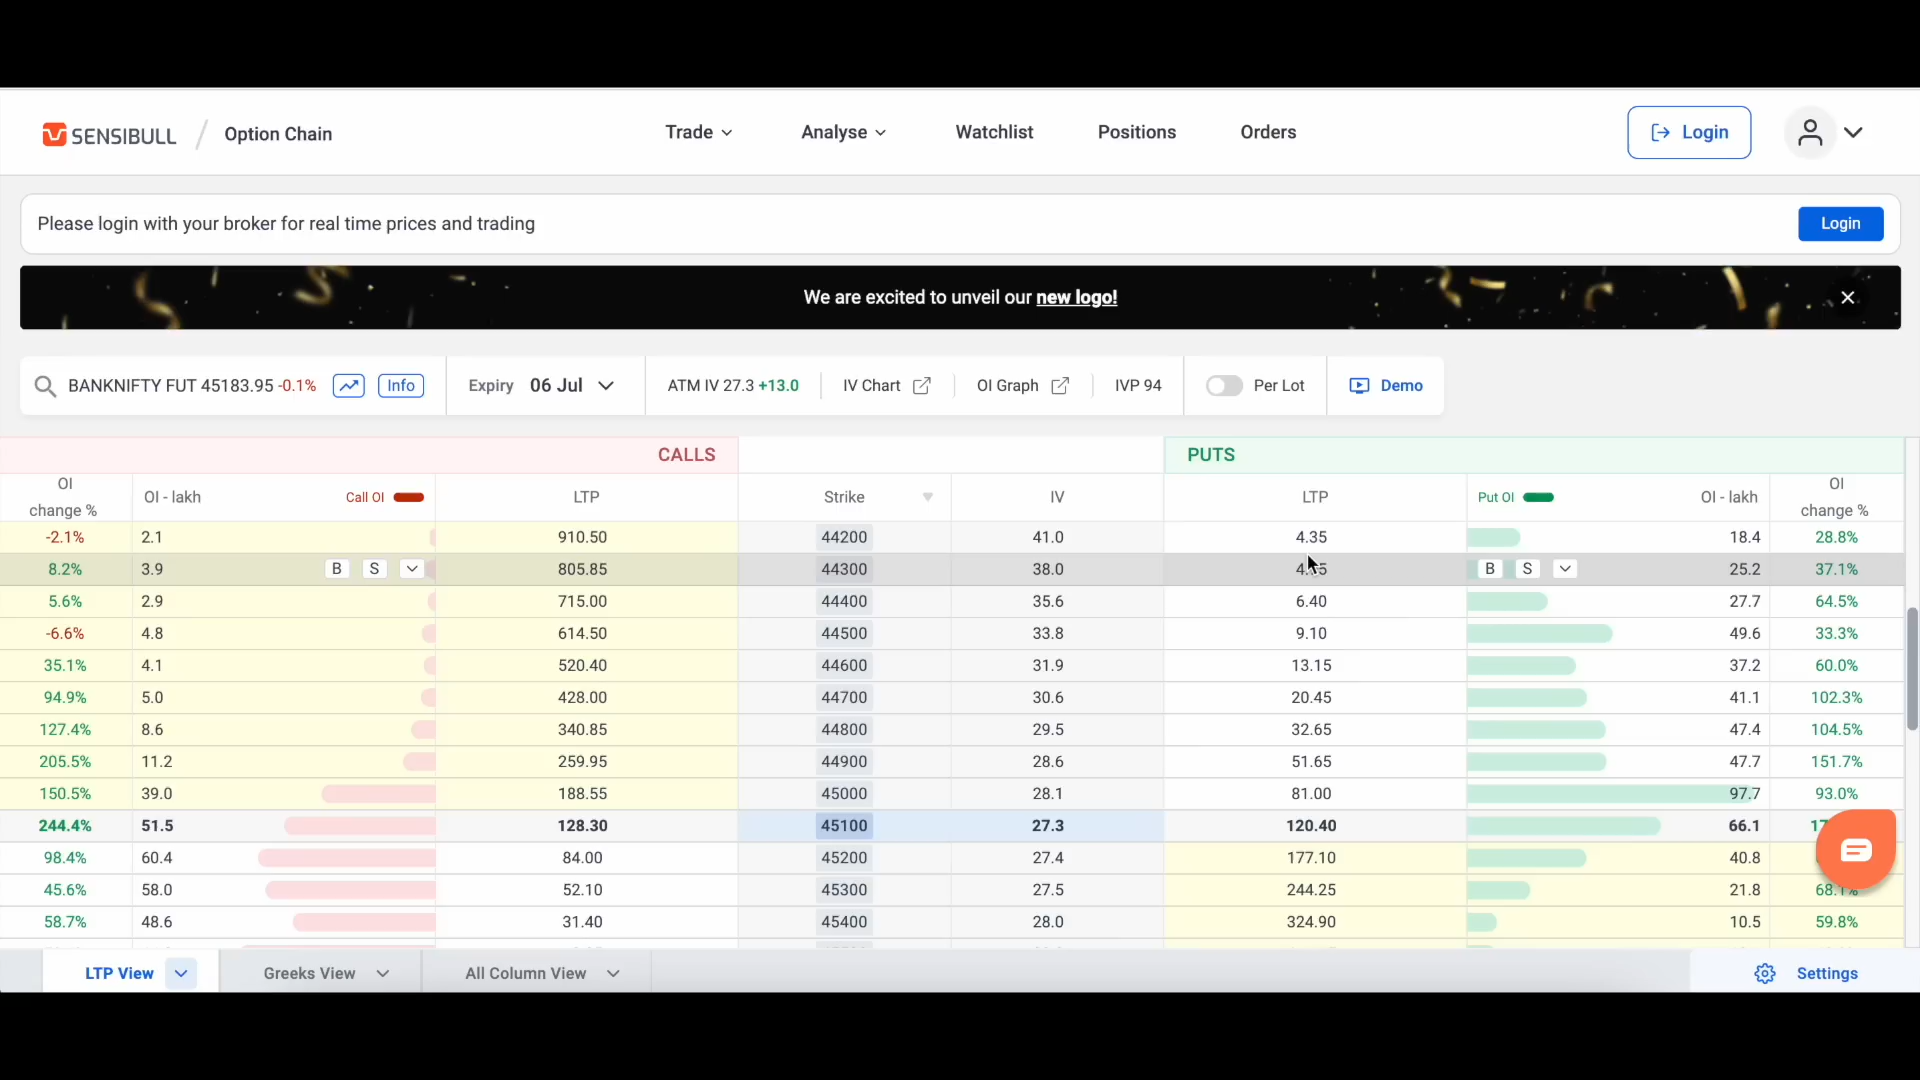 SENSIBULL / Option Chain Trade Analyse Watchlist Positions Orders Login
Please login with your broker for real time prices and trading Login
We are excited to unveil our new logo!
BANKNIFTY FUT 45183.95 -0.1% Info Expiry 06 Jul ATM IV 27.3 +13.0 IV Chart OI Graph IVP 94 Per Lot Demo
CALLS PUTS
OI change % OI - lakh Call OI LTP Strike IV LTP Put OI OI - lakh OI change %
-2.1% 2.1 910.50 44200 41.0 4.35 18.4 28.8%
8.2% 3.9 B S 805.85 44300 38.0 B S 25.2 37.1%
5.6% 2.9 715.00 44400 35.6 6.40 27.7 64.5%
-6.6% 4.8 614.50 44500 33.8 9.10 49.6 33.3%
35.1% 4.1 520.40 44600 31.9 13.15 37.2 60.0%
94.9% 5.0 428.00 44700 30.6 20.45 41.1 102.3%
127.4% 8.6 340.85 44800 29.5 32.65 47.4 104.5%
205.5% 11.2 259.95 44900 28.6 51.65 47.7 151.7%
150.5% 39.0 188.55 45000 28.1 81.00 97.7 93.0%
244.4% 51.5 128.30 45100 27.3 120.40 66.1
98.4% 60.4 84.00 45200 27.4 177.10 40.8
45.6% 58.0 52.10 45300 27.5 244.25 21.8 68.1%
58.7% 48.6 31.40 45400 28.0 324.90 10.5 59.8%
LTP View Greeks View All Column View Settings